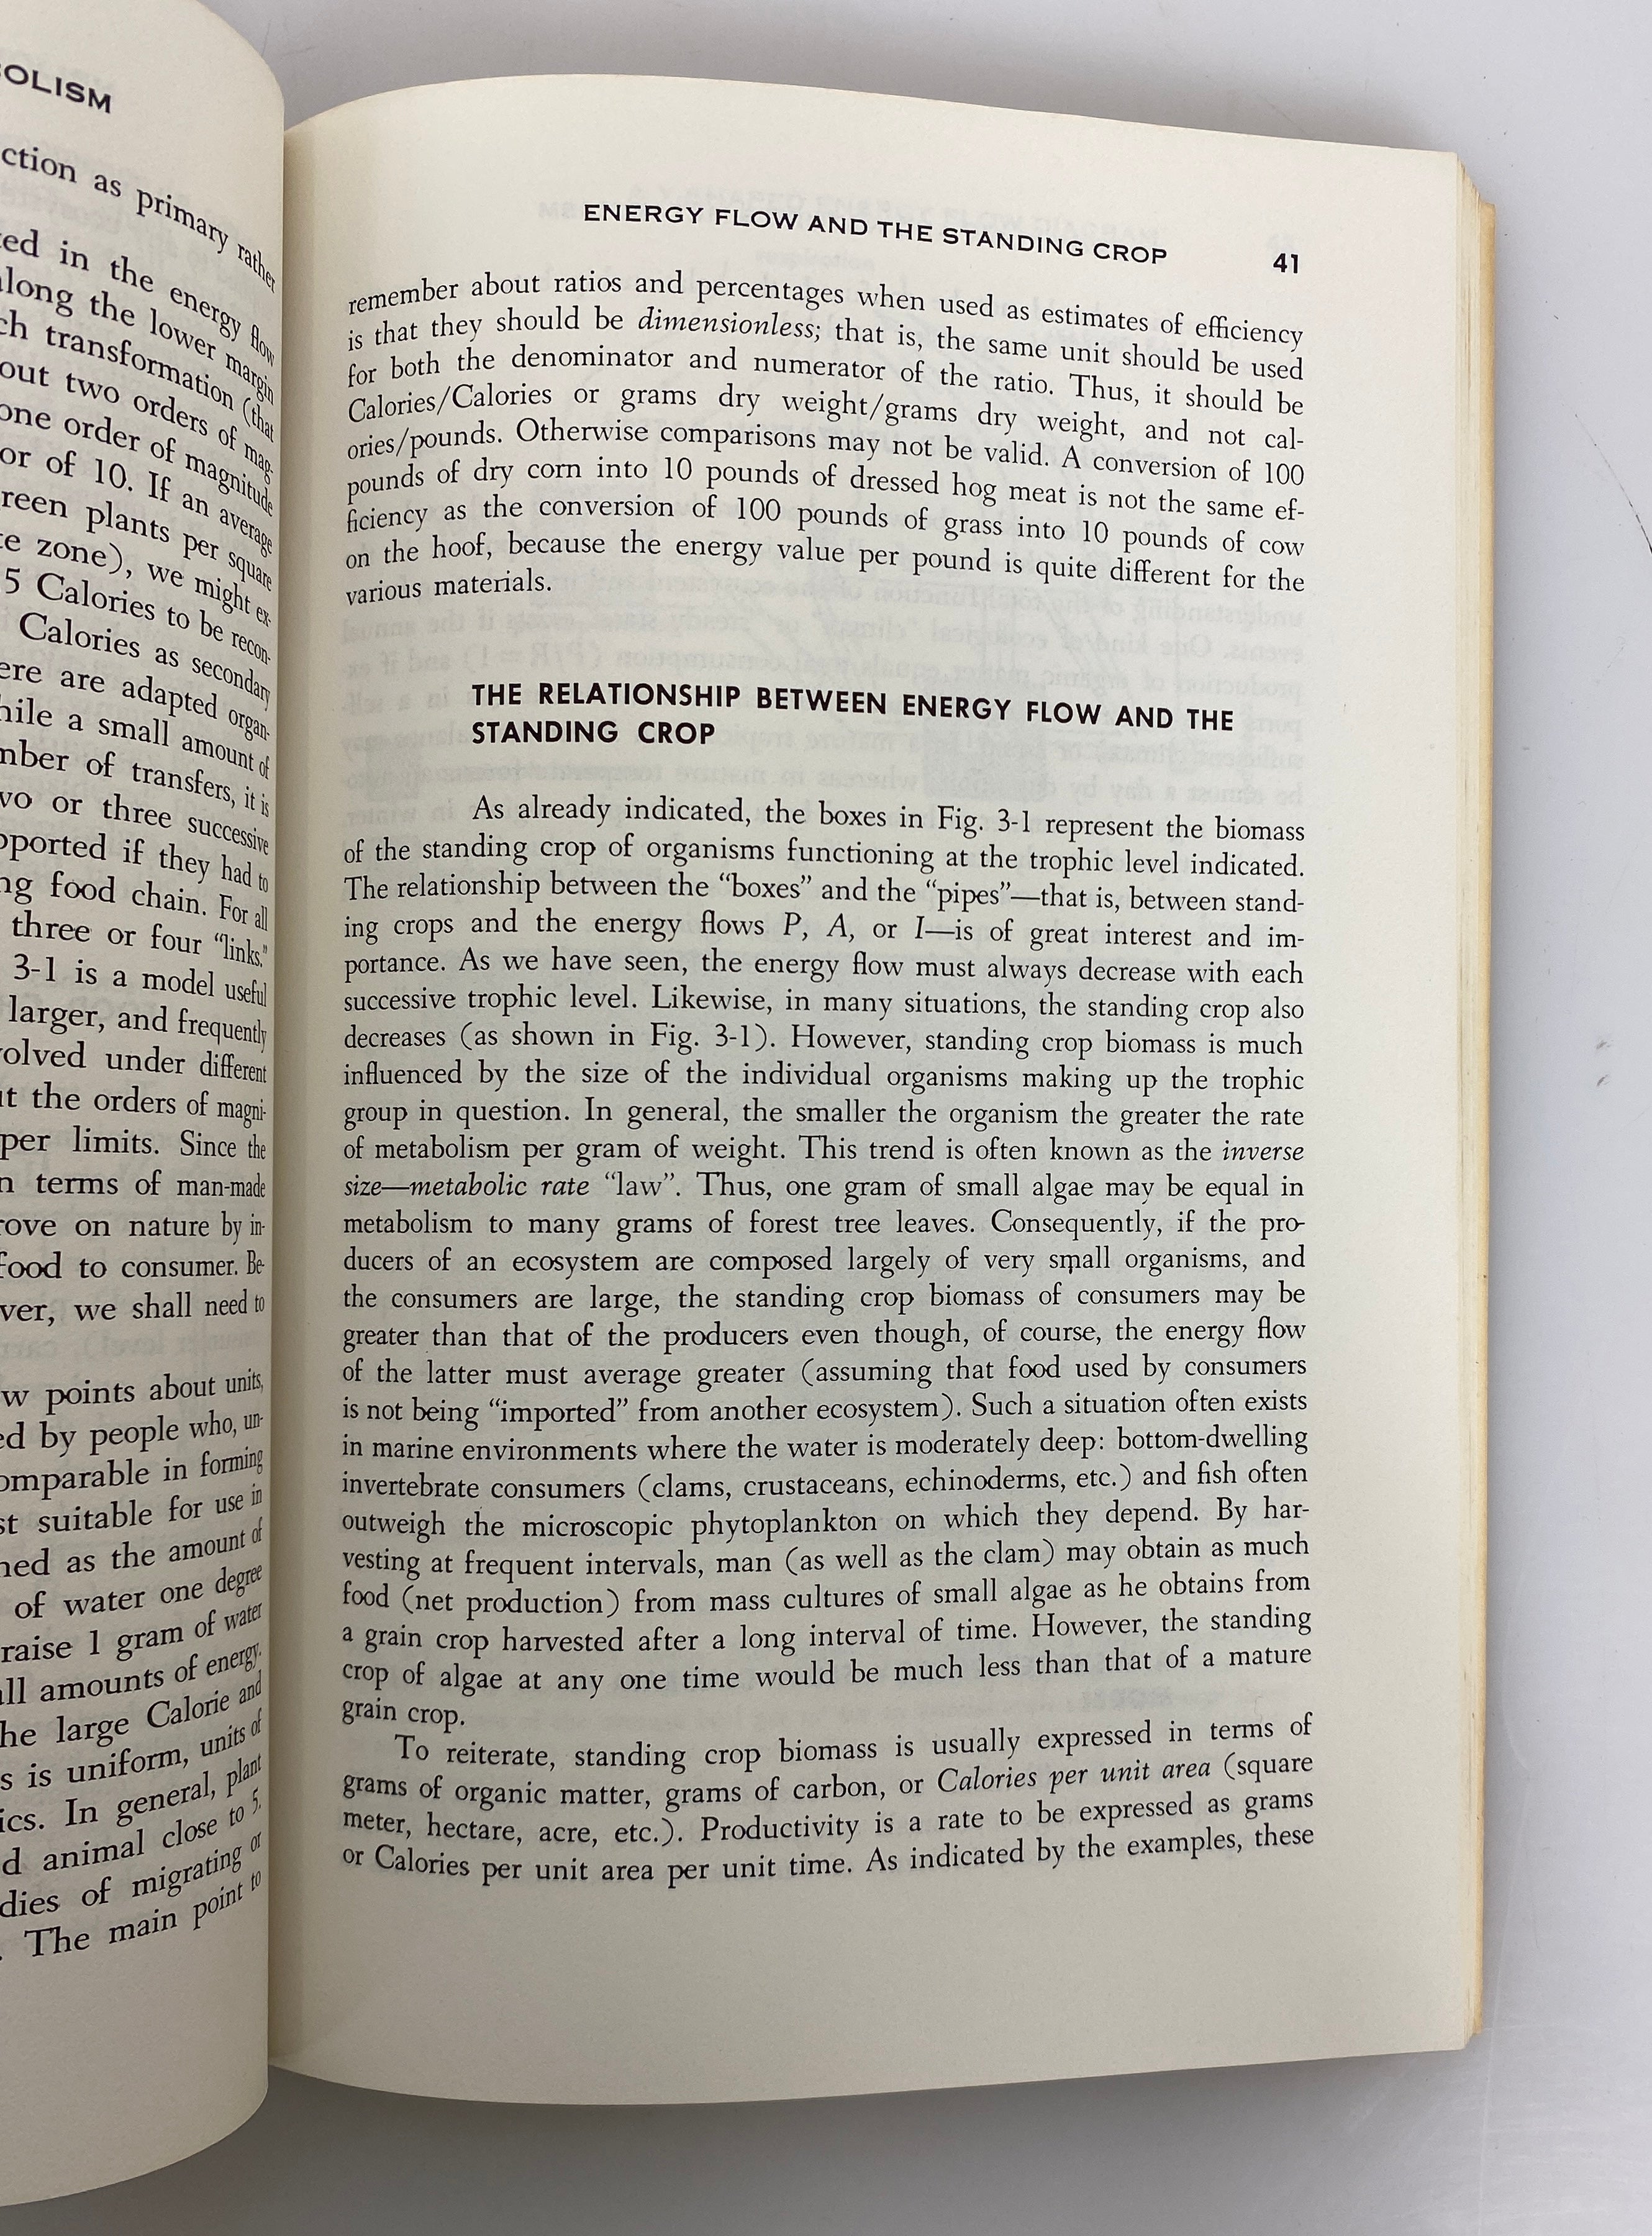 OLISM
ction as primary rather
ed in the energy flow
along the lower margin
ch transformation (that
out two orders of mag-
one order of magnitude
or of 10. If an average
reen plants per square
te zone), we might ex-
5 Calories to be recon-
Calories as secondary
ere are adapted organ-
hile a small amount of
mber of transfers, it is
wo or three successive
pported if they had to
ng food chain. For all
three or four “links.”
3-1 is a model useful
larger, and frequently
volved under different
ut the orders of magni-
per limits. Since the
n terms of man-made
rove on nature by in-
food to consumer. Be-
ver, we shall need to
w points about units,
ed by people who, un-
omparable in forming
st suitable for use in
ned as the amount of
of water one degree
raise 1 gram of water
all amounts of energy.
he large Calorie and
s is uniform, units of
ics. In general, plant
d animal close to 5,
dies of migrating or
. The main point to
ENERGY FLOW AND THE STANDING CROP 41
remember about ratios and percentages when used as estimates of efficiency
is that they should be dimensionless; that is, the same unit should be used
for both the denominator and numerator of the ratio. Thus, it should be
Calories/Calories or grams dry weight/grams dry weight, and not cal-
ories/pounds. Otherwise comparisons may not be valid. A conversion of 100
pounds of dry corn into 10 pounds of dressed hog meat is not the same ef-
ficiency as the conversion of 100 pounds of grass into 10 pounds of cow
on the hoof, because the energy value per pound is quite different for the
various materials.
THE RELATIONSHIP BETWEEN ENERGY FLOW AND THE
STANDING CROP
As already indicated, the boxes in Fig. 3-1 represent the biomass
of the standing crop of organisms functioning at the trophic level indicated.
The relationship between the “boxes” and the “pipes”—that is, between stand-
ing crops and the energy flows P, A, or I—is of great interest and im-
portance. As we have seen, the energy flow must always decrease with each
successive trophic level. Likewise, in many situations, the standing crop also
decreases (as shown in Fig. 3-1). However, standing crop biomass is much
influenced by the size of the individual organisms making up the trophic
group in question. In general, the smaller the organism the greater the rate
of metabolism per gram of weight. This trend is often known as the inverse
size—metabolic rate “law”. Thus, one gram of small algae may be equal in
metabolism to many grams of forest tree leaves. Consequently, if the pro-
ducers of an ecosystem are composed largely of very small organisms, and
the consumers are large, the standing crop biomass of consumers may be
greater than that of the producers even though, of course, the energy flow
of the latter must average greater (assuming that food used by consumers
is not being “imported” from another ecosystem). Such a situation often exists
in marine environments where the water is moderately deep: bottom-dwelling
invertebrate consumers (clams, crustaceans, echinoderms, etc.) and fish often
outweigh the microscopic phytoplankton on which they depend. By har-
vesting at frequent intervals, man (as well as the clam) may obtain as much
food (net production) from mass cultures of small algae as he obtains from
a grain crop harvested after a long interval of time. However, the standing
crop of algae at any one time would be much less than that of a mature
grain crop.
To reiterate, standing crop biomass is usually expressed in terms of
grams of organic matter, grams of carbon, or Calories per unit area (square
meter, hectare, acre, etc.). Productivity is a rate to be expressed as grams
or Calories per unit area per unit time. As indicated by the examples, these